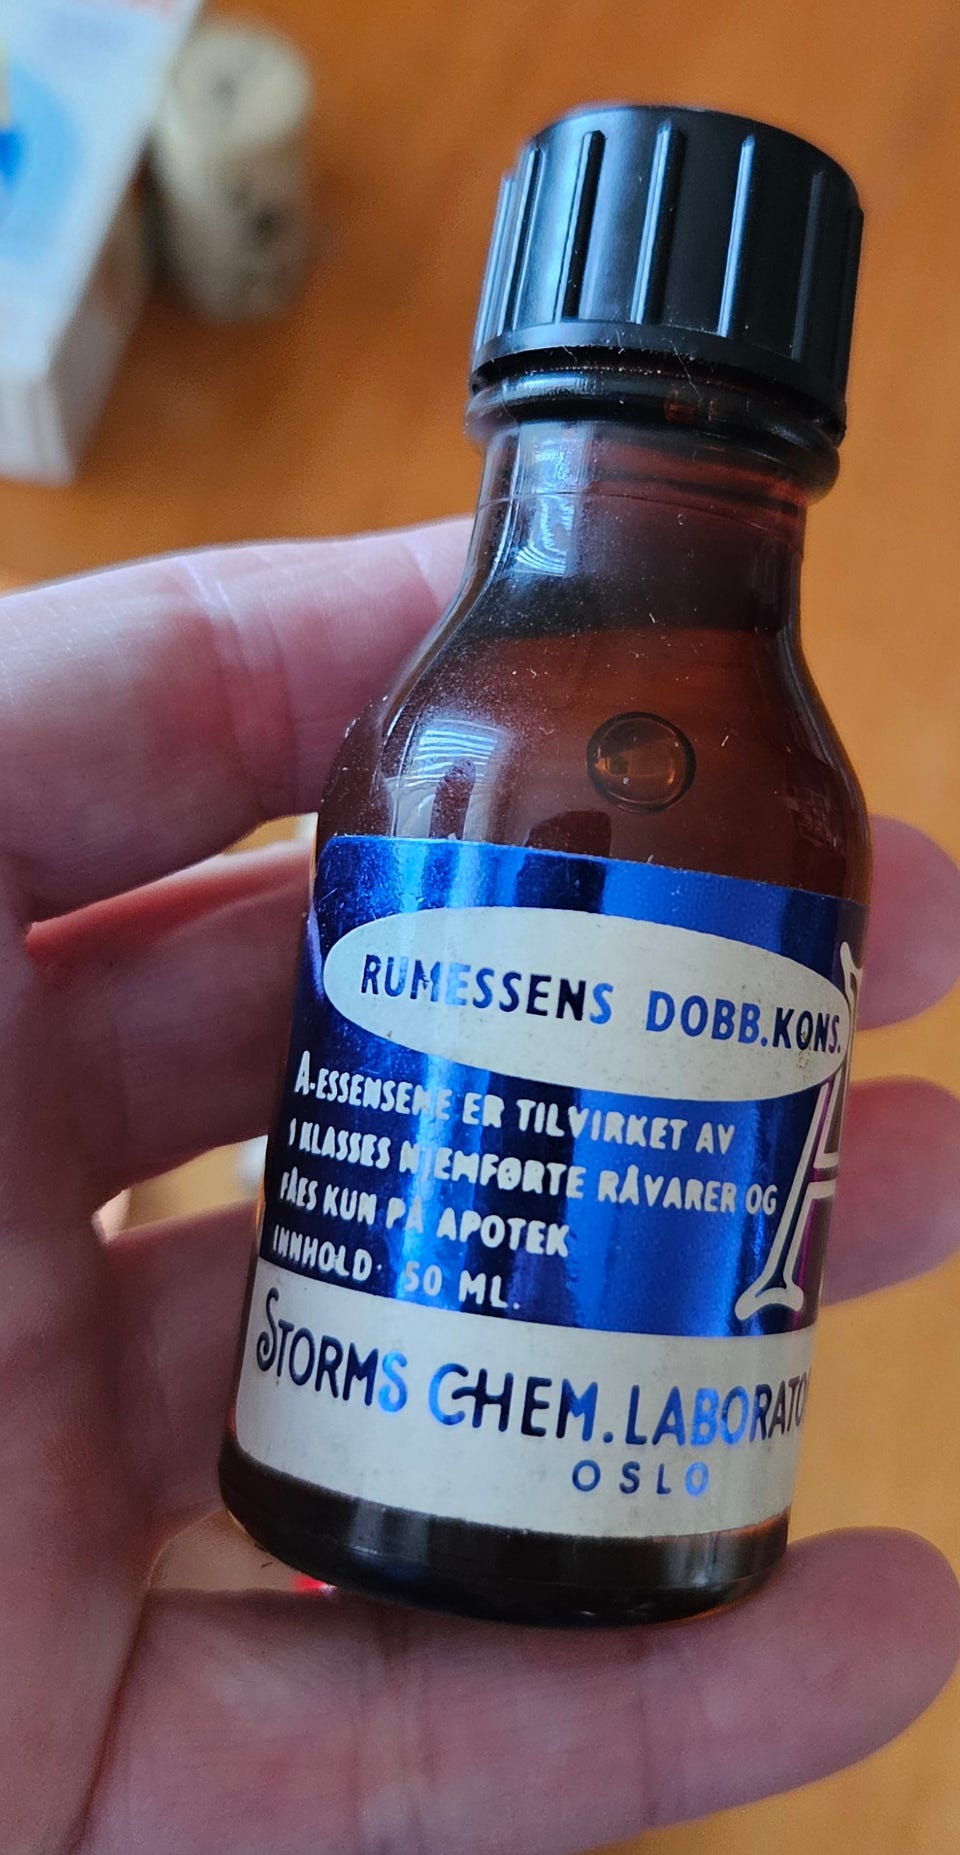 RUMESSENS DOBB.KONS.
A-ESSENSENE ER TILVIRKET AV
1 KLASSES HJEMFØRTE RÅVARER OG
FÅES KUN PÅ APOTEK
INNHOLD: 50 ML.
A
STORMS CHEM.LABORATO
OSLO